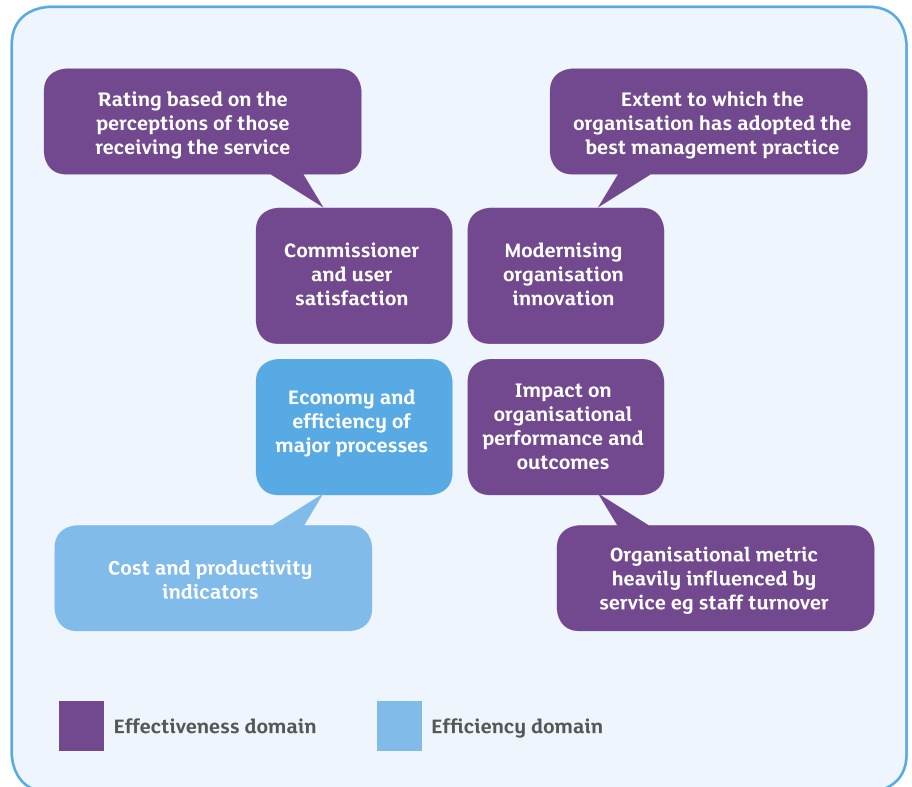 Rating based on the
perceptions of those
receiving the service
Extent to which the
organisation has adopted the
best management practice
Commissioner
and user
satisfaction
Modernising
organisation
innovation
Economy and
efficiency of
major processes
Impact on
organisational
performance and
outcomes
Cost and productivity
indicators
Organisational metric
heavily influenced by
service eg staff turnover
Effectiveness domain
Efficiency domain